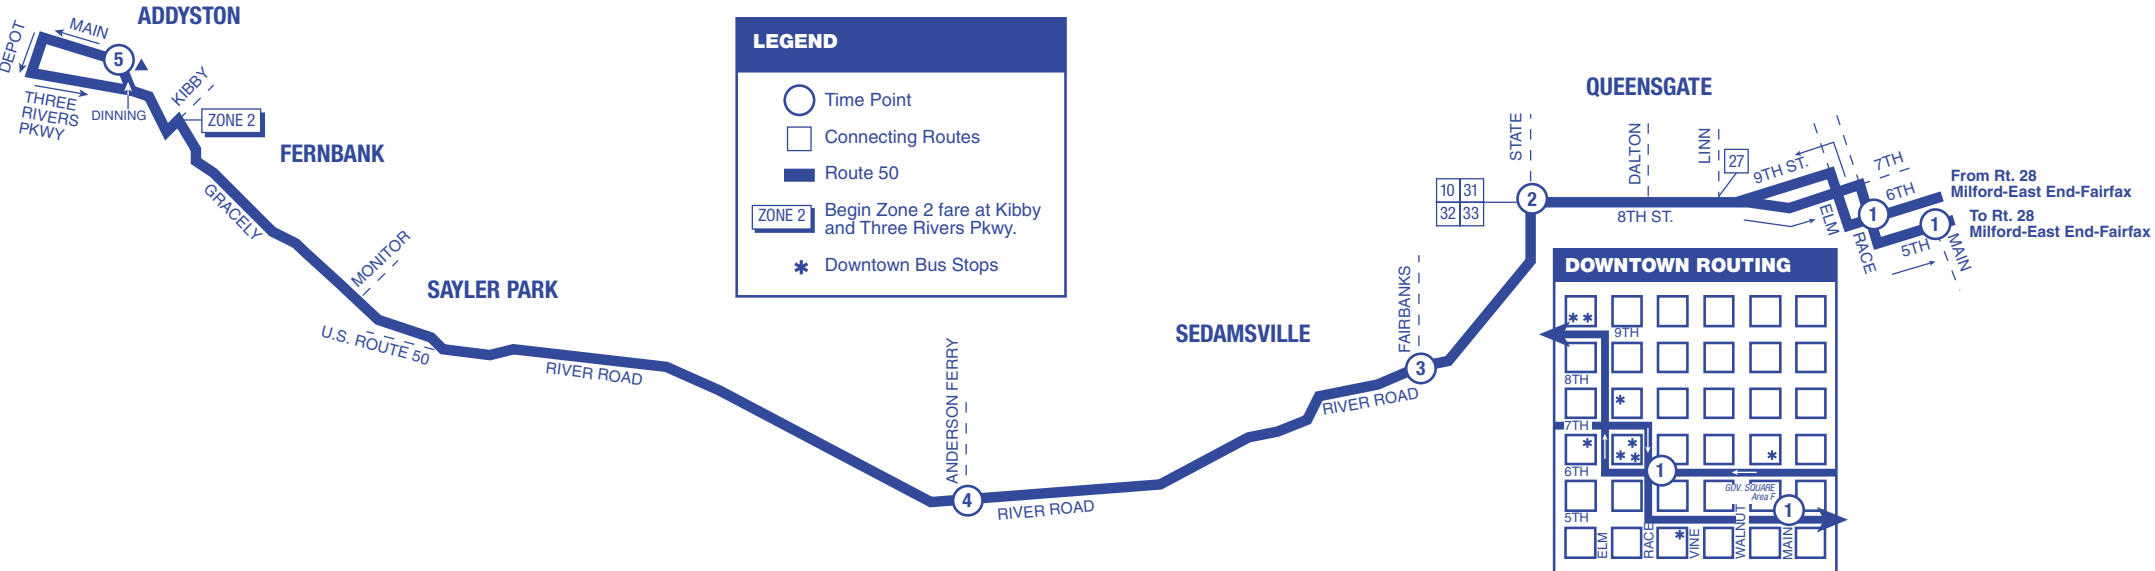 ADDYSTON
MAIN
DEPOT
5
KIBBY
THREE
RIVERS
PKWY
DINNING
ZONE 2
FERNBANK
GRACELY
MONITOR
SAYLER PARK
U.S. ROUTE 50
RIVER ROAD
LEGEND
Time Point
Connecting Routes
Route 50
ZONE 2
Begin Zone 2 fare at Kibby
and Three Rivers Pkwy.
* Downtown Bus Stops
ANDERSON FERRY
4
RIVER ROAD
SEDAMSVILLE
FAIRBANKS
3
RIVER ROAD
QUEENSGATE
STATE
DALTON
LINN
27
10 31
32 33
2
8TH ST.
9TH ST.
7TH
6TH
ELM
RACE
1
1
5TH
MAIN
From Rt. 28
Milford-East End-Fairfax
To Rt. 28
Milford-East End-Fairfax
DOWNTOWN ROUTING
* *
9TH
8TH
*
7TH
* *
* * *
6TH
1
GOV. SQUARE
Area F
1
5TH
*
ELM
RACE
VINE
WALNUT
MAIN